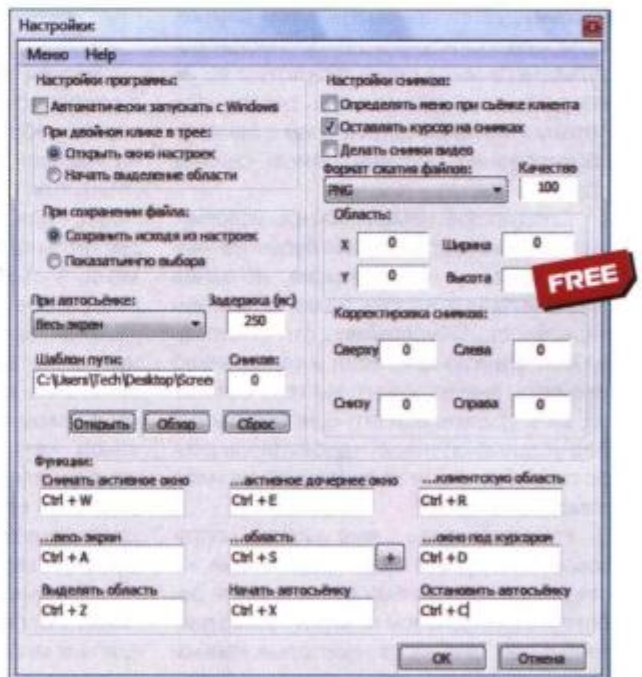 Настройки:
Меню Help
Настройки программы:
Автоматически запускать с Windows
При двойном клике в трее:
Открыть окно настроек
Начать выделение области
При сохранении файла:
Сохранить исходя из настроек
При автосъёмке:
Задержка (мс)
Весь экран
250
Шаблон пути:
Снимков:
C:\Users\Tech\Desktop\Screen
0
Открыть Обзор Сброс
Настройки снимков:
Определять меню при съёмке клиента
Оставлять курсор на снимках
Делать снимки видео
Формат сжатия файлов:
Качество
PNG
100
Область:
X 0 Ширина 0
Y 0 Высота
FREE
Корректировка снимков:
Сверху 0 Слева 0
Снизу 0 Справа 0
Функции:
Снимать активное окно
...активное дочернее окно
...клиентскую область
Ctrl + W
Ctrl + E
Ctrl + R
...весь экран
...область
...окно под курсором
Ctrl + A
Ctrl + S
+
Ctrl + D
Выделять область
Начать автосъёмку
Остановить автосъёмку
Ctrl + Z
Ctrl + X
Ctrl + C
OK Отмена